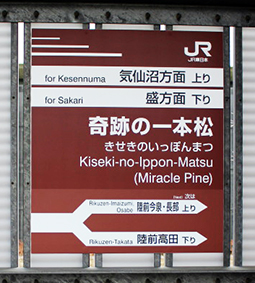 JR
JR東日本
for Kesennuma 気仙沼方面 上り
for Sakari 盛方面 下り
奇跡の一本松
きせきのいっぽんまつ
Kiseki-no-Ippon-Matsu
(Miracle Pine)
Next 次は
Rikuzen-Imaizumi, Osabe 陸前今泉・長部 上り
Rikuzen-Takata 陸前高田 下り